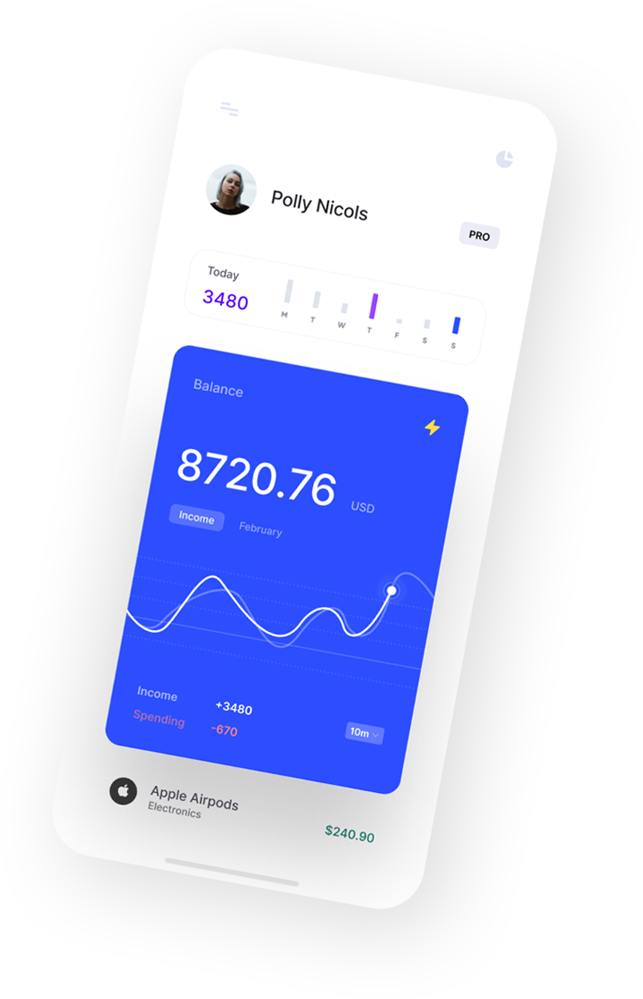 Polly Nicols
PRO
Today
3480
M T W T F S S
Balance
8720.76 USD
Income February
Income +3480
Spending -670
10m
Apple Airpods
Electronics
$240.90